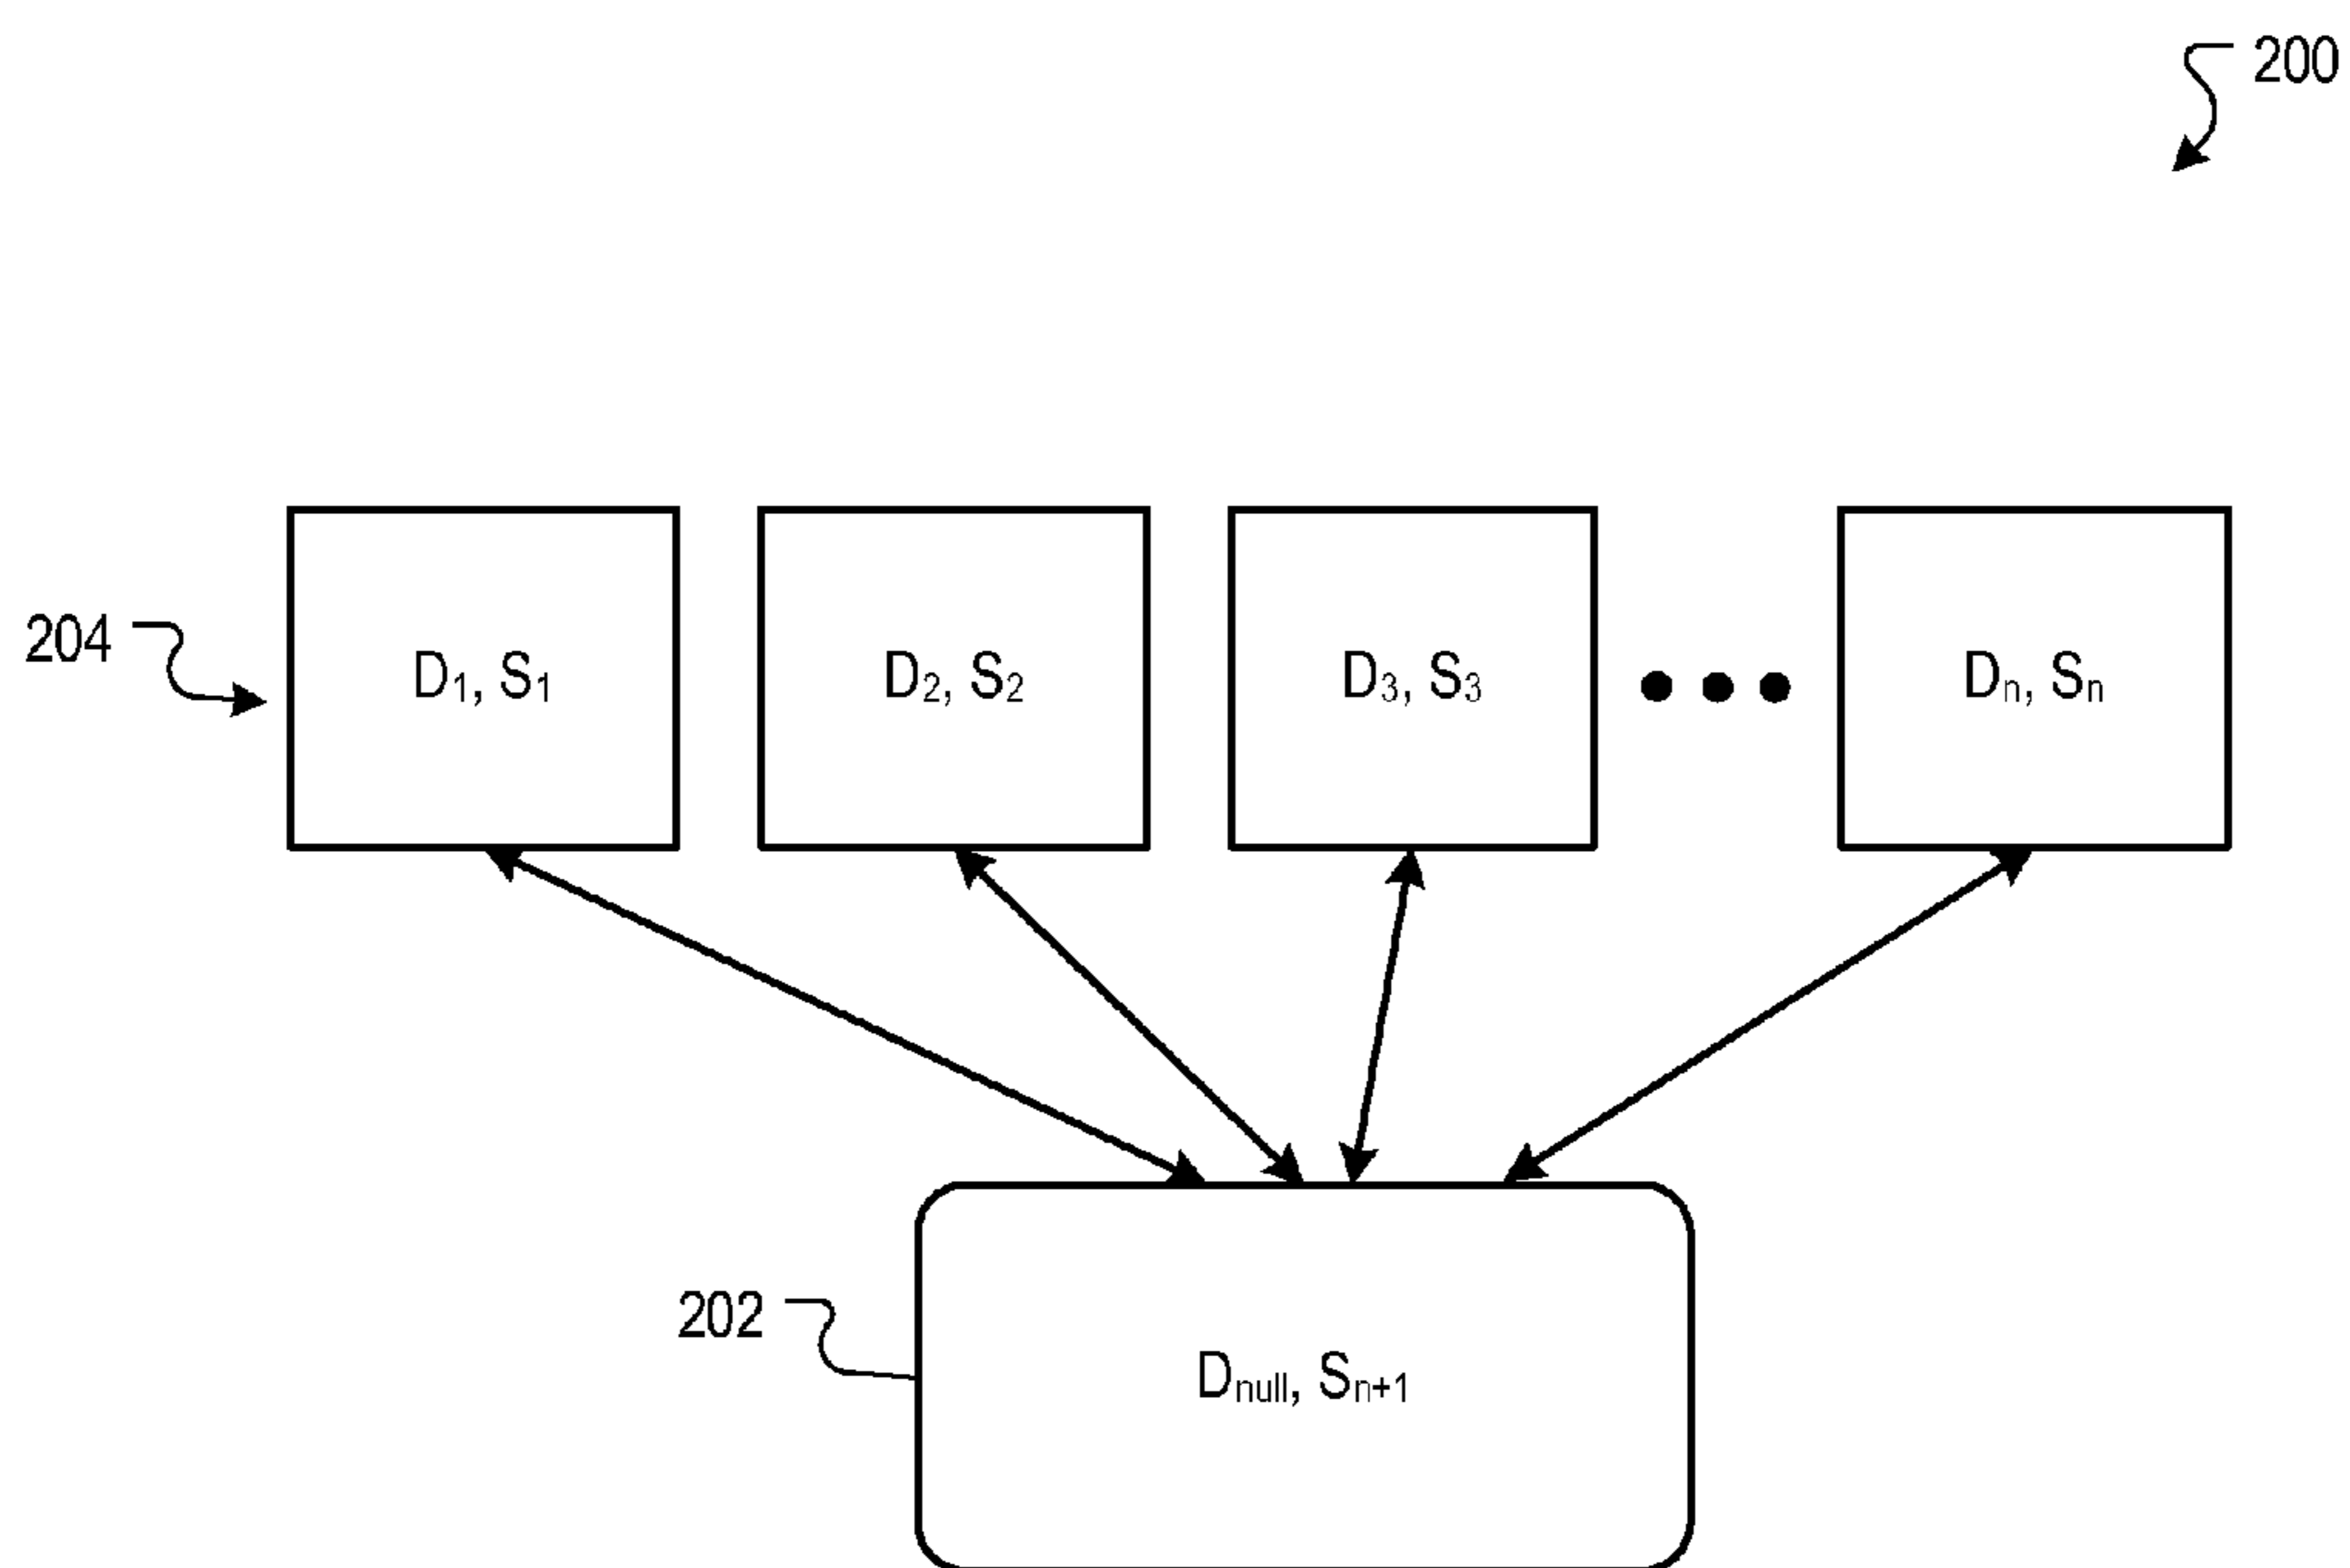 200
204
D₁, S₁
D₂, S₂
D₃, S₃
Dₙ, Sₙ
202
Dₙᵤₗₗ, Sₙ₊₁